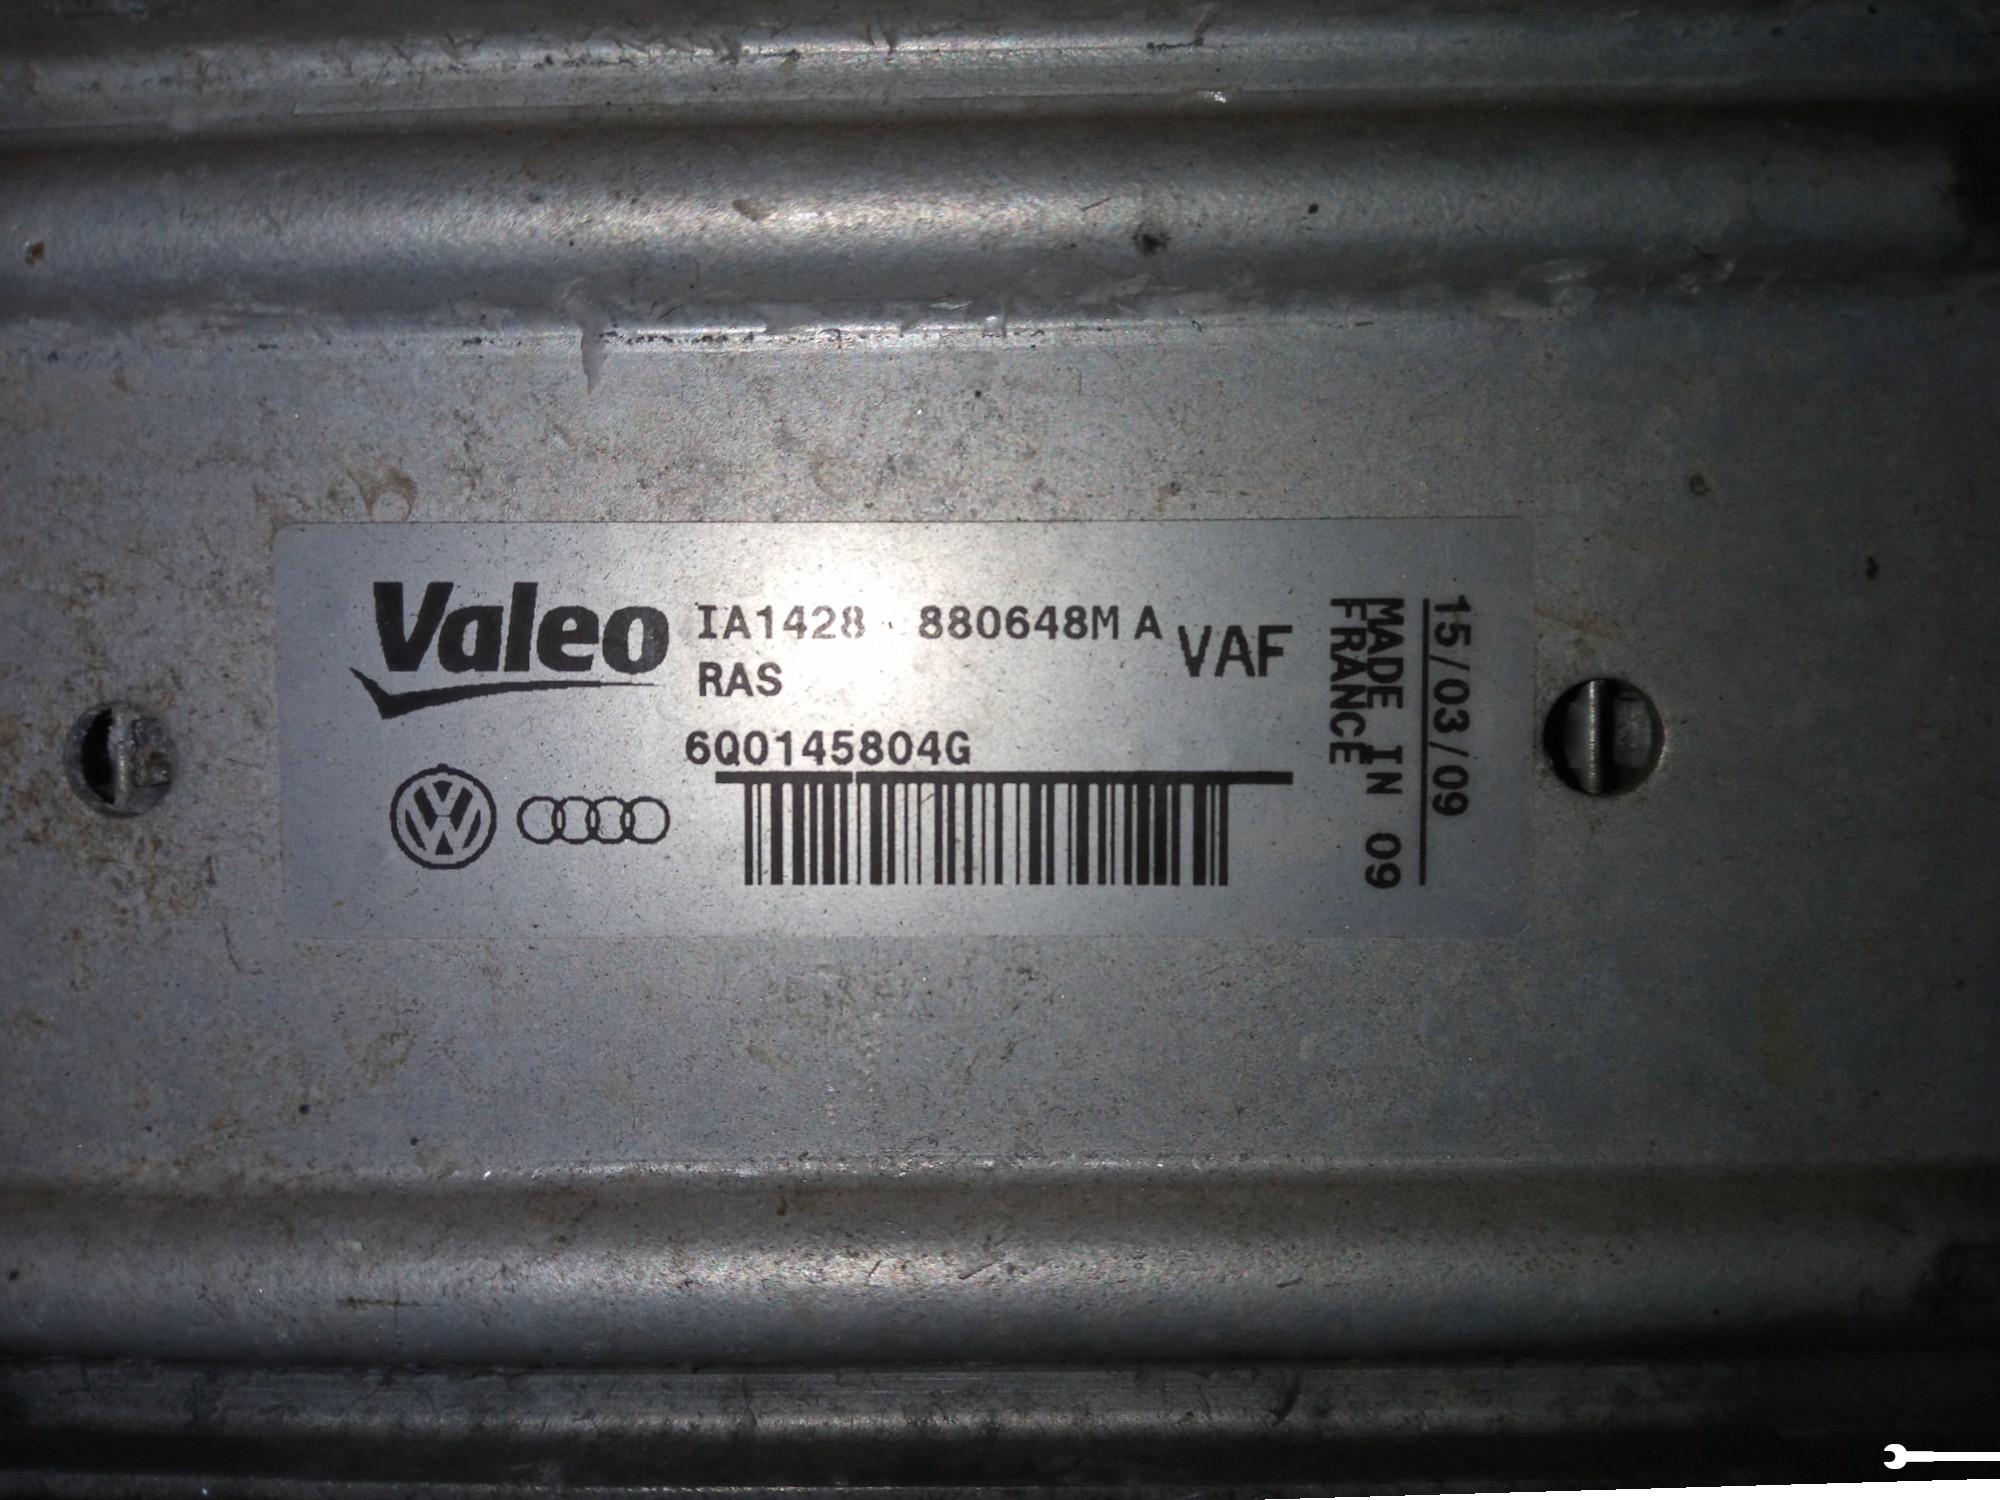 Valeo
IA1428 880648M A
RAS
VAF
6Q0145804G
15/03/09
MADE IN 09
FRANCE